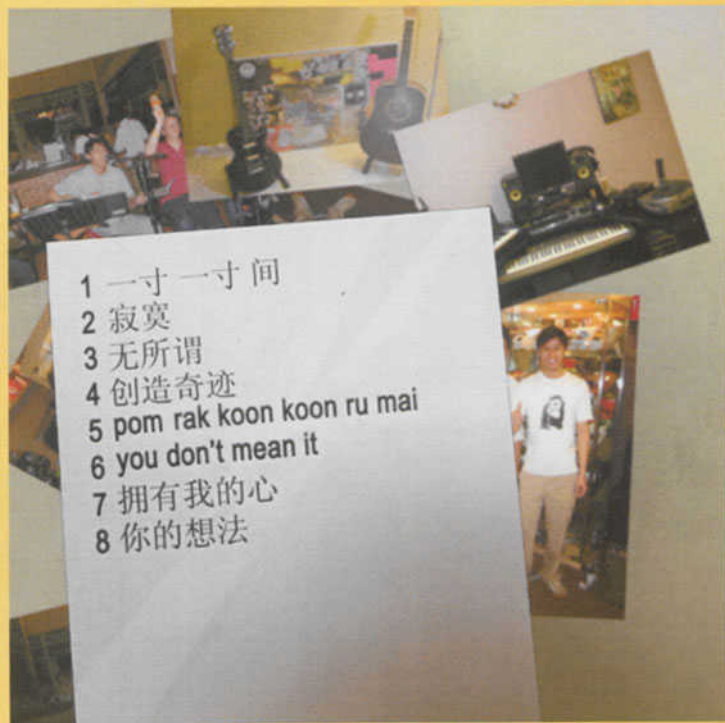 1 一寸 一寸 间
2 寂寞
3 无所谓
4 创造奇迹
5 pom rak koon koon ru mai
6 you don't mean it
7 拥有我的心
8 你的想法